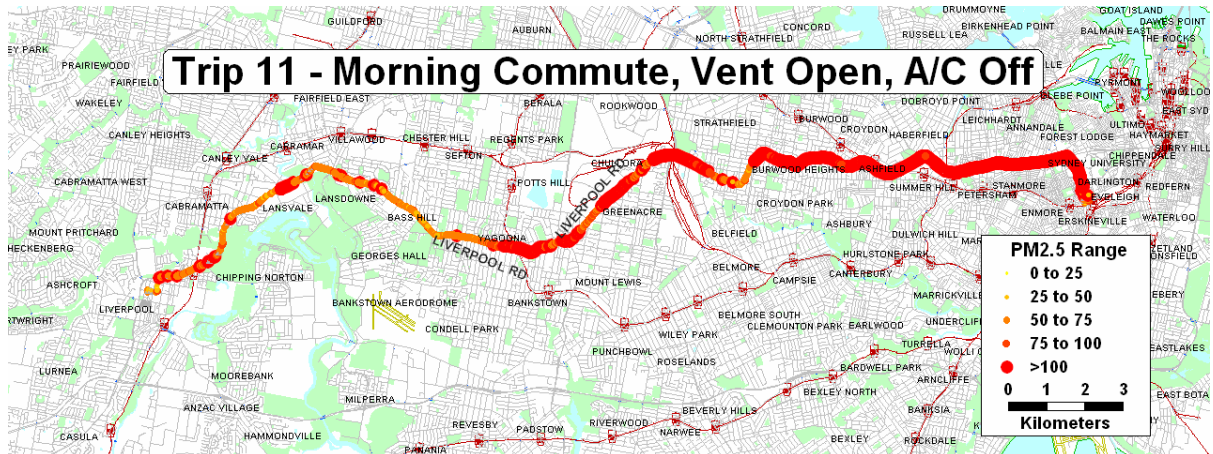 GOAT ISLAND
DRUMMOYNE
BIRKENHEAD POINT
DAWES POINT
GUILDFORD
AUBURN
CONCORD
RUSSELL LEA
BALMAIN EAST
THE ROCKS
NORTH STRATHFIELD
PRAIRIEWOOD
Trip 11 - Morning Commute, Vent Open, A/C Off
WAKELEY
FAIRFIELD EAST
BERALA
ROOKWOOD
DOBROYD POINT
PYRMONT
CANLEY HEIGHTS
CARRAMAR
VILLAWOOD
CHESTER HILL
REGENTS PARK
STRATHFIELD
BURWOOD
CROYDON
HABERFIELD
LEICHHARDT
ANNANDALE
FOREST LODGE
ULTIMO
HAYMARKET
CANLEY VALE
SEFTON
CHULLORA
SYDNEY UNIVERSITY
CHIPPENDALE
CABRAMATTA WEST
POTTS HILL
LIVERPOOL RD
BURWOOD HEIGHTS
ASHFIELD
SUMMER HILL
STANMORE
PETERSHAM
DARLINGTON
REDFERN
CABRAMATTA
LANSVALE
LANSDOWNE
BASS HILL
GREENACRE
CROYDON PARK
ENMORE
ERSKINEVILLE
WATERLOO
MOUNT PRITCHARD
YAGOONA
LIVERPOOL RD
BELFIELD
ASHBURY
DULWICH HILL
GEORGES HALL
HURLSTONE PARK
CANTERBURY
ASHCROFT
CHIPPING NORTON
MOUNT LEWIS
BELMORE
CAMPSIE
LIVERPOOL
BANKSTOWN AERODROME
BANKSTOWN
MARRICKVILLE
CONDELL PARK
WILEY PARK
BELMORE SOUTH
CLEMOUNTON PARK
EARLWOOD
PUNCHBOWL
ROSELANDS
TURRELLA
LURNEA
MOOREBANK
BARDWELL PARK
ARNCLIFFE
EASTLAKES
ANZAC VILLAGE
MILPERRA
BEVERLY HILLS
BEXLEY NORTH
BANKSIA
CASULA
HAMMONDVILLE
REVESBY
PADSTOW
RIVERWOOD
NARWEE
BEXLEY
ROCKDALE
PANANIA
PM2.5 Range
0 to 25
25 to 50
50 to 75
75 to 100
>100
0 1 2 3
Kilometers